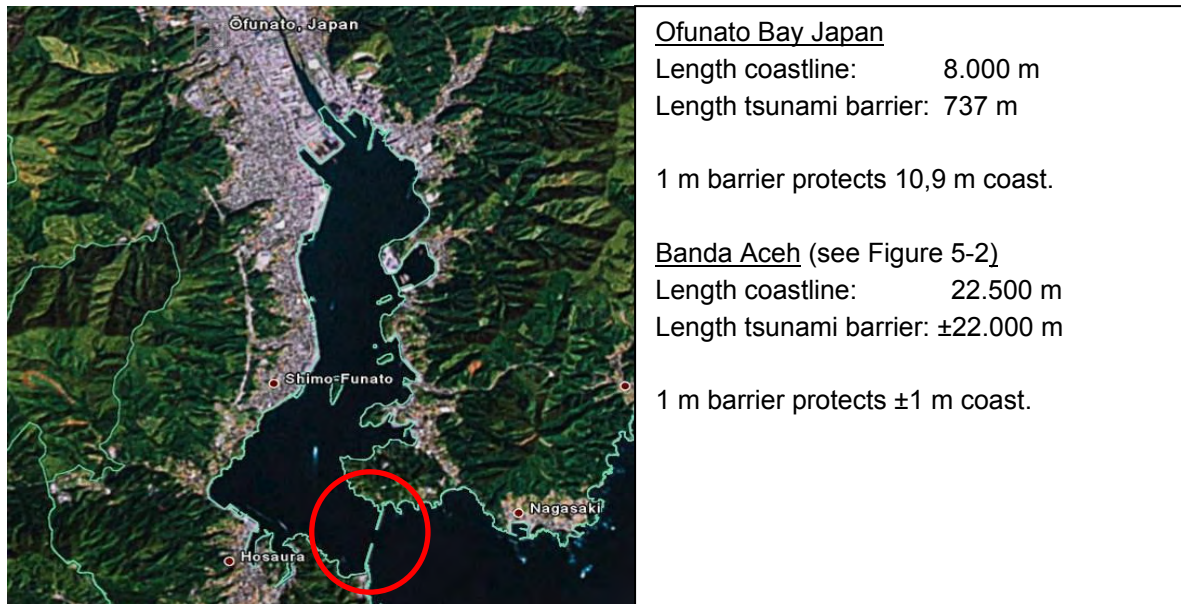 Ōfunato, Japan
Shimo-Funato
Nagasaki
Hosaura
Ofunato Bay Japan
Length coastline: 8.000 m
Length tsunami barrier: 737 m
1 m barrier protects 10,9 m coast.
Banda Aceh (see Figure 5-2)
Length coastline: 22.500 m
Length tsunami barrier: ±22.000 m
1 m barrier protects ±1 m coast.